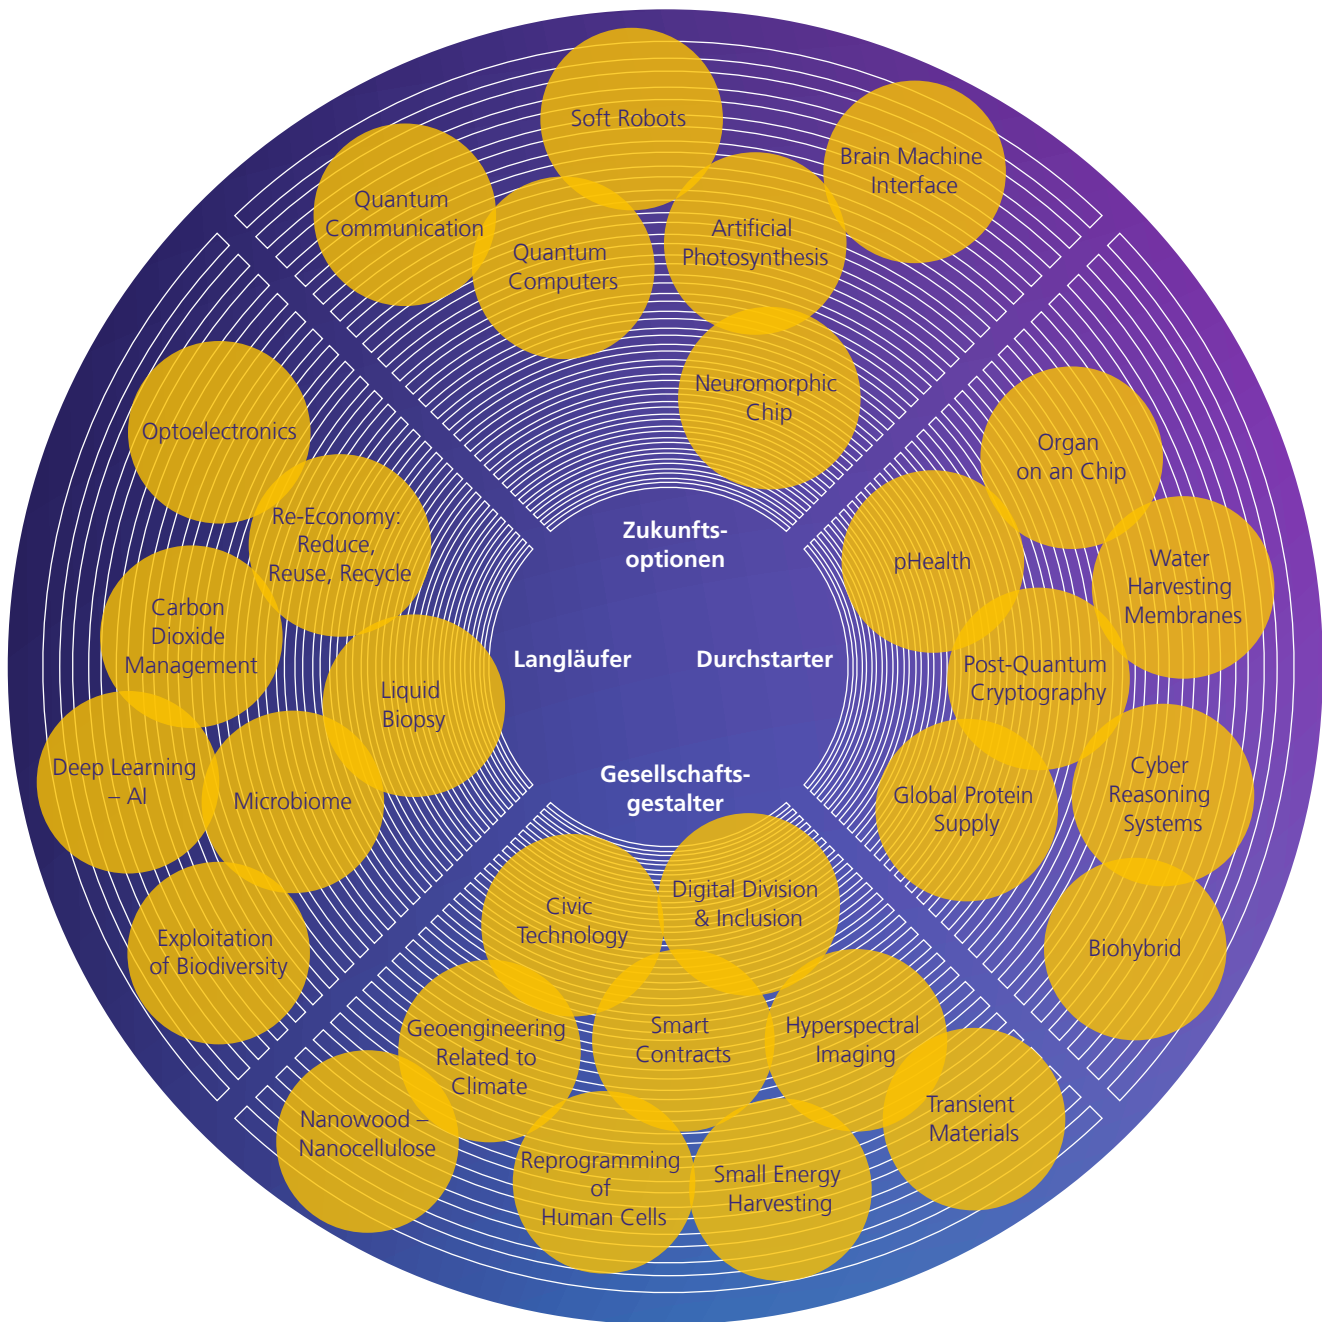 Soft Robots
Brain Machine
Interface
Quantum
Communication
Artificial
Photosynthesis
Quantum
Computers
Neuromorphic
Chip
Optoelectronics
Re-Economy:
Reduce,
Reuse, Recycle
Carbon
Dioxide
Management
Liquid
Biopsy
Deep Learning
– AI
Microbiome
Exploitation
of Biodiversity
Zukunfts-
optionen
Langläufer
Durchstarter
Gesellschafts-
gestalter
Organ
on an Chip
pHealth
Water
Harvesting
Membranes
Post-Quantum
Cryptography
Global Protein
Supply
Cyber
Reasoning
Systems
Biohybrid
Civic
Technology
Digital Division
& Inclusion
Geoengineering
Related to
Climate
Smart
Contracts
Hyperspectral
Imaging
Nanowood –
Nanocellulose
Transient
Materials
Reprogramming
of
Human Cells
Small Energy
Harvesting